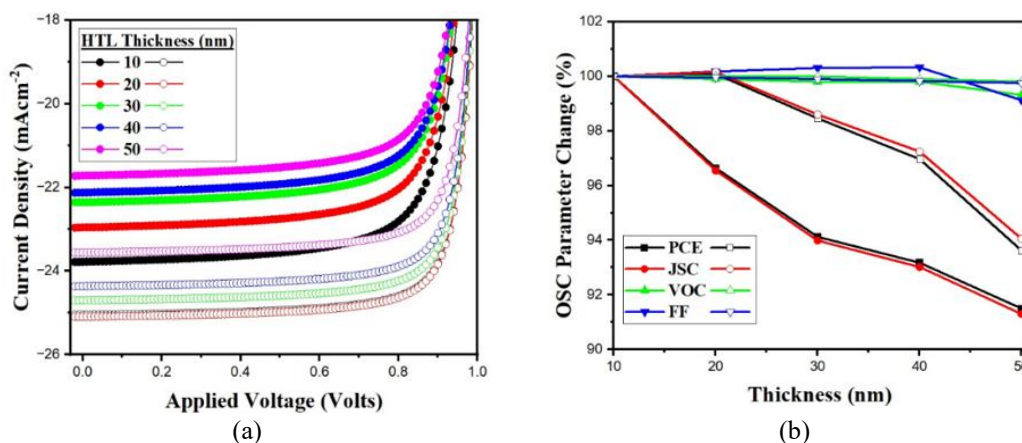 HTL Thickness (nm)
10
20
30
40
50
−18
−20
−22
−24
−26
Current Density (mAcm⁻²)
0.0 0.2 0.4 0.6 0.8 1.0
Applied Voltage (Volts)
(a)
102
100
98
96
94
92
90
OSC Parameter Change (%)
PCE
JSC
VOC
FF
10 20 30 40
Thickness (nm)
(b)